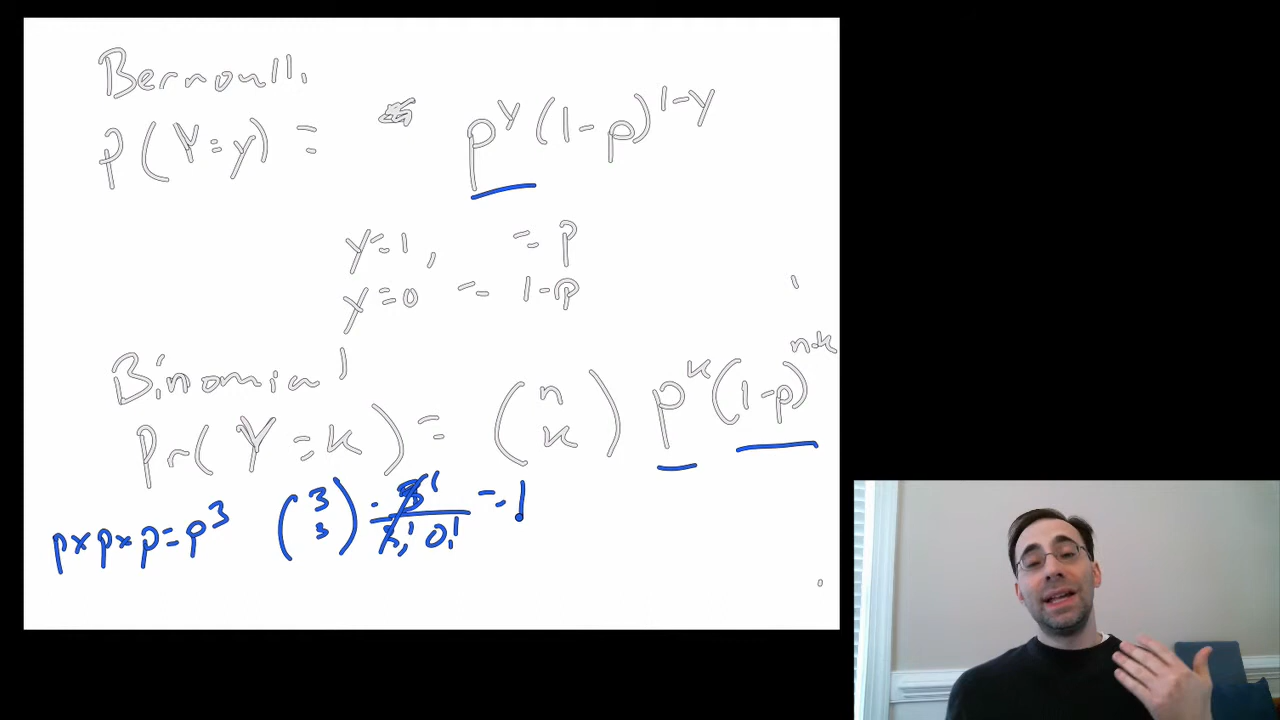 Bernoulli
P(Y=y) = p^y (1-p)^{1-y}
y=1, = p
y=0 = 1-p
Binomial
Pr(Y=k) = (n k) p^k (1-p)^{n-k}
p×p×p=p^3 (3 3) = 3!/3!0! = 1